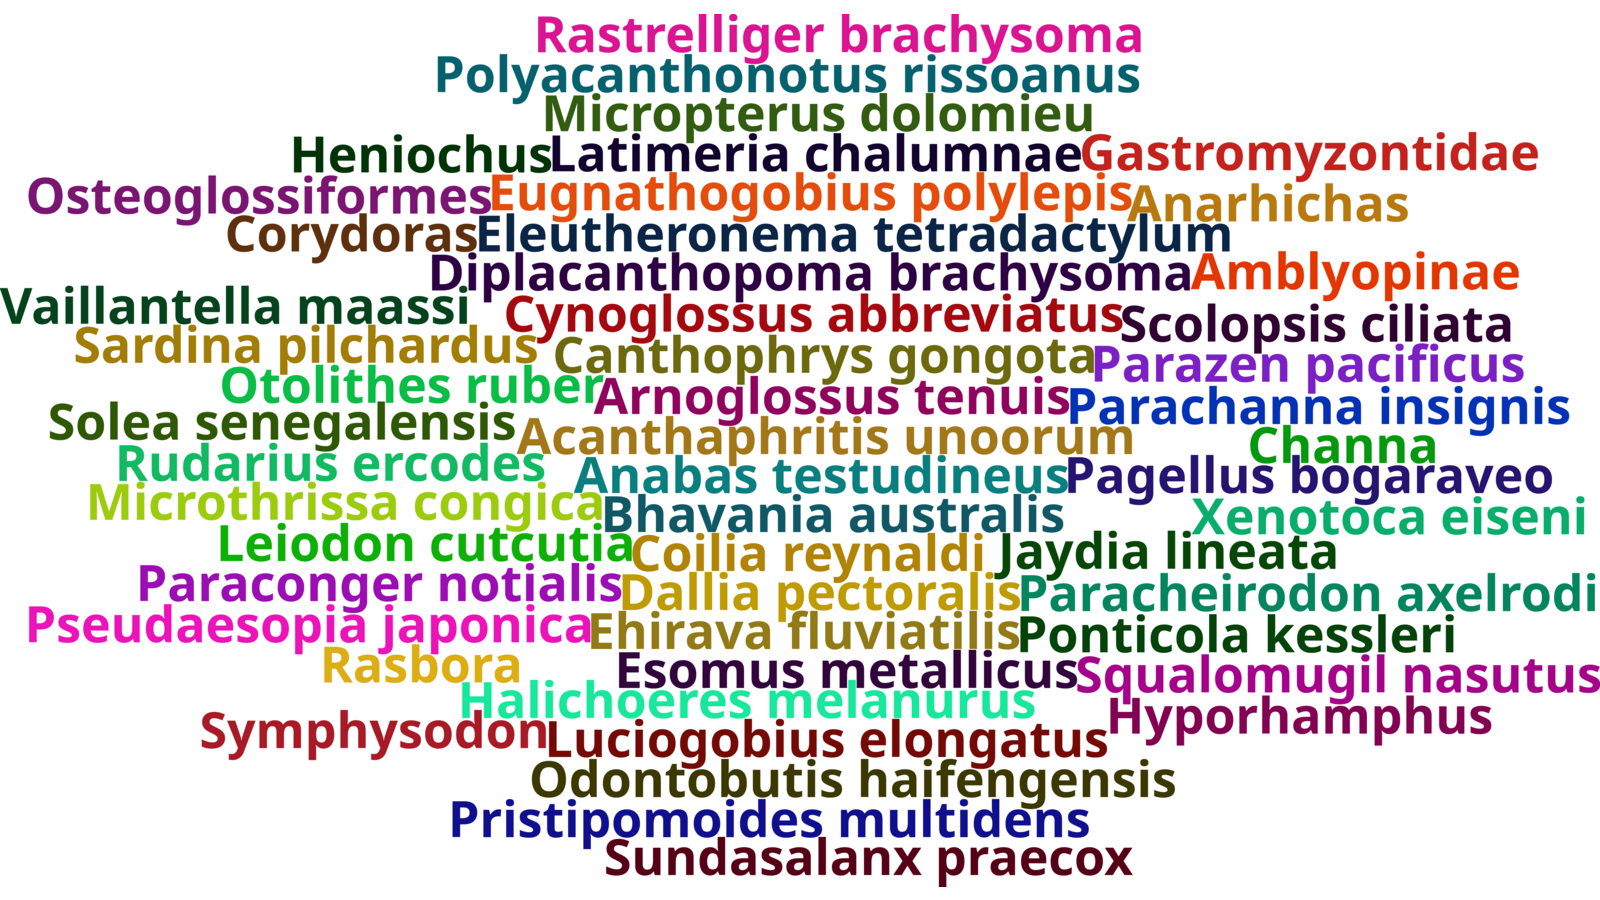 Rastrelliger brachysoma
Polyacanthonotus rissoanus
Micropterus dolomieu
Heniochus
Latimeria chalumnae
Gastromyzontidae
Osteoglossiformes
Eugnathogobius polylepis
Anarhichas
Corydoras
Eleutheronema tetradactylum
Diplacanthopoma brachysoma
Amblyopinae
Vaillantella maassi
Cynoglossus abbreviatus
Scolopsis ciliata
Sardina pilchardus
Canthophrys gongota
Parazen pacificus
Otolithes ruber
Arnoglossus tenuis
Parachanna insignis
Solea senegalensis
Acanthaphritis unoorum
Channa
Rudarius ercodes
Anabas testudineus
Pagellus bogaraveo
Microthrissa congica
Bhavania australis
Xenotoca eiseni
Leiodon cutcutia
Coilia reynaldi
Jaydia lineata
Paraconger notialis
Dallia pectoralis
Paracheirodon axelrodi
Pseudaesopia japonica
Ehirava fluviatilis
Ponticola kessleri
Rasbora
Esomus metallicus
Squalomugil nasutus
Halichoeres melanurus
Hyporhamphus
Symphysodon
Luciogobius elongatus
Odontobutis haifengensis
Pristipomoides multidens
Sundasalanx praecox